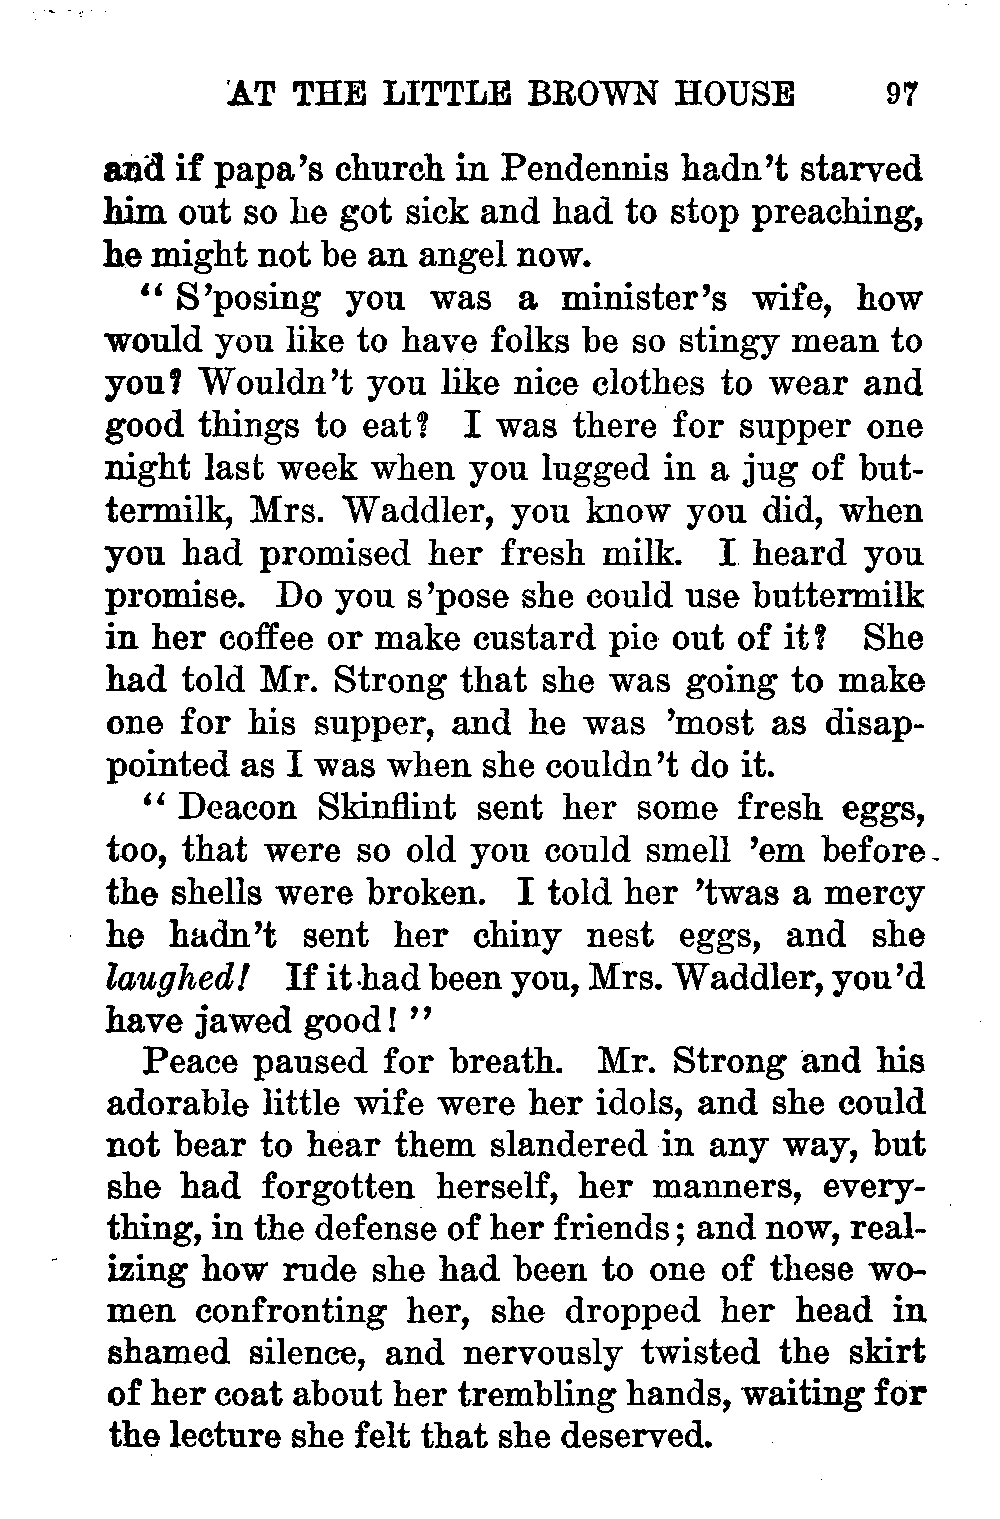 AT THE LITTLE BROWN HOUSE 97
and if papa's church in Pendennis hadn't starved
him out so he got sick and had to stop preaching,
he might not be an angel now.
“ S'posing you was a minister's wife, how
would you like to have folks be so stingy mean to
you? Wouldn't you like nice clothes to wear and
good things to eat? I was there for supper one
night last week when you lugged in a jug of but-
termilk, Mrs. Waddler, you know you did, when
you had promised her fresh milk. I heard you
promise. Do you s'pose she could use buttermilk
in her coffee or make custard pie out of it? She
had told Mr. Strong that she was going to make
one for his supper, and he was 'most as disap-
pointed as I was when she couldn't do it.
“ Deacon Skinflint sent her some fresh eggs,
too, that were so old you could smell 'em before
the shells were broken. I told her 'twas a mercy
he hadn't sent her chiny nest eggs, and she
laughed! If it had been you, Mrs. Waddler, you'd
have jawed good! ”
Peace paused for breath. Mr. Strong and his
adorable little wife were her idols, and she could
not bear to hear them slandered in any way, but
she had forgotten herself, her manners, every-
thing, in the defense of her friends; and now, real-
izing how rude she had been to one of these wo-
men confronting her, she dropped her head in
shamed silence, and nervously twisted the skirt
of her coat about her trembling hands, waiting for
the lecture she felt that she deserved.